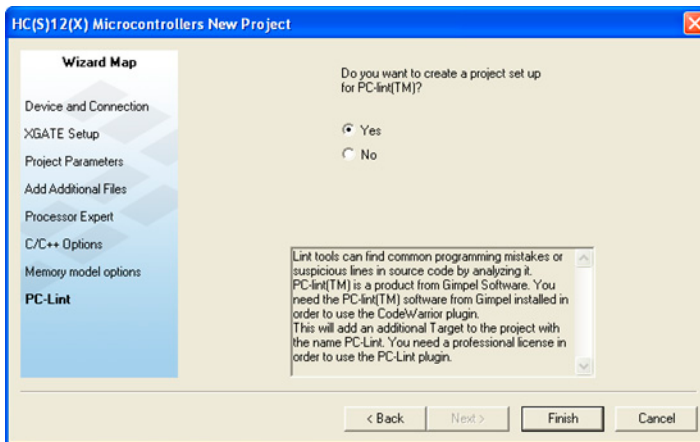 HC(S)12(X) Microcontrollers New Project
Wizard Map
Device and Connection
XGATE Setup
Project Parameters
Add Additional Files
Processor Expert
C/C++ Options
Memory model options
PC-Lint
Do you want to create a project set up
for PC-lint(TM)?
Yes
No
Lint tools can find common programming mistakes or
suspicious lines in source code by analyzing it.
PC-lint(TM) is a product from Gimpel Software. You
need the PC-lint(TM) software from Gimpel installed in
order to use the CodeWarrior plugin.
This will add an additional Target to the project with
the name PC-Lint. You need a professional license in
order to use the PC-Lint plugin.
< Back
Next >
Finish
Cancel